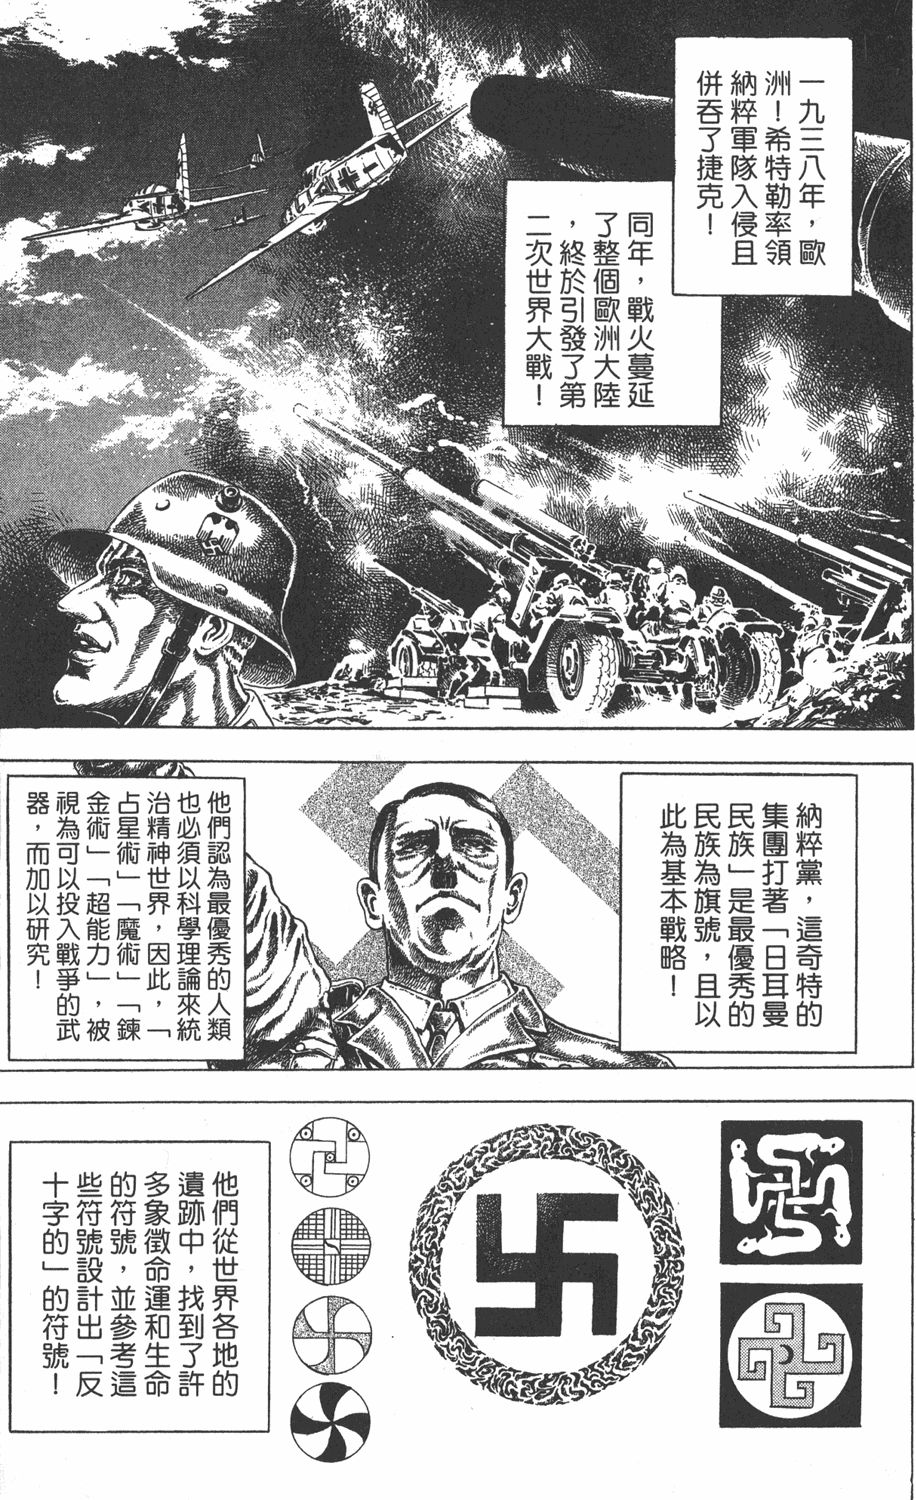 一九三八年，歐
洲！希特勒率領
納粹軍隊入侵且
併吞了捷克！
同年，戰火蔓延
了整個歐洲大陸
，終於引發了第
二次世界大戰！
納粹黨，這奇特的
集團打著「日耳曼
民族」是最優秀的
民族為旗號，且以
此為基本戰略！
他們認為最優秀的人類
也必須以科學理論來統
治精神世界，因此，「
占星術」「魔術」「鍊
金術」「超能力」，被
視為可以投入戰爭的武
器，而加以研究！
他們從世界各地的
遺跡中，找到了許
多象徵命運和生命
的符號，並參考這
些符號設計出「反
十字的」的符號！